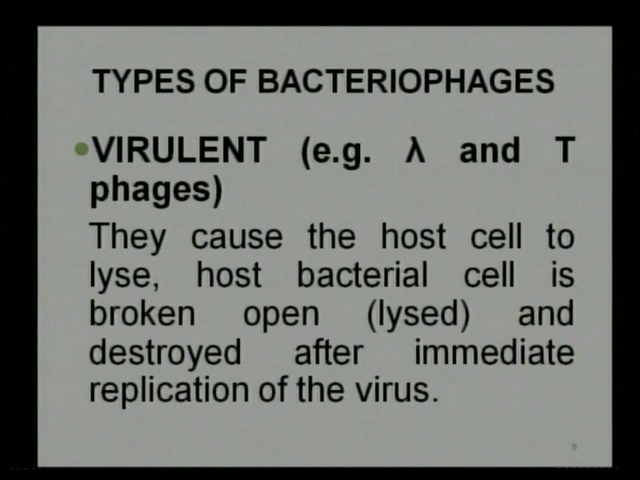 TYPES OF BACTERIOPHAGES
•VIRULENT (e.g. λ and T
phages)
They cause the host cell to
lyse, host bacterial cell is
broken open (lysed) and
destroyed after immediate
replication of the virus.